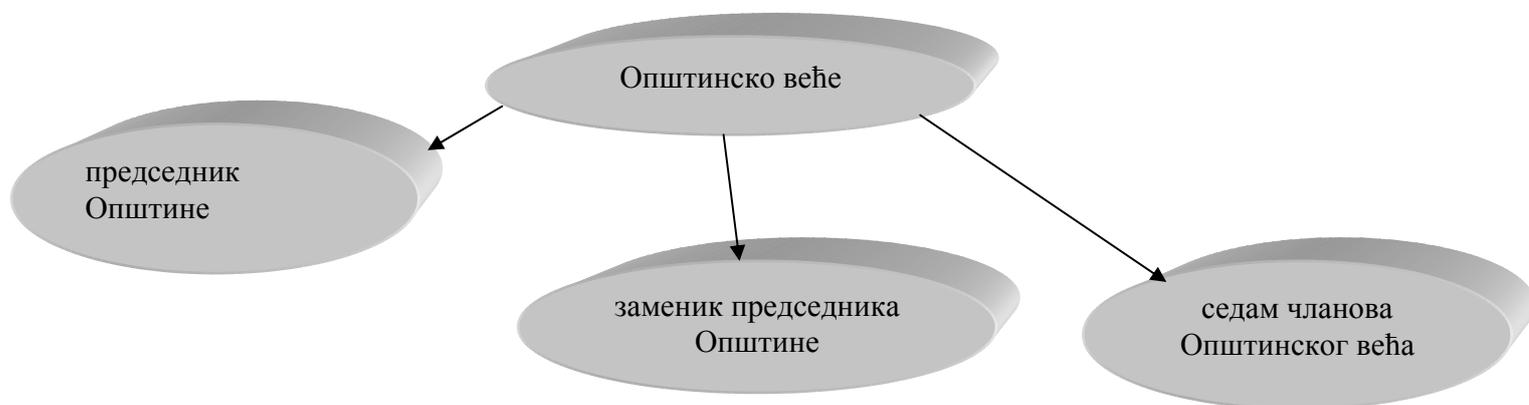 Општинско веће
председник
Општине
заменик председника
Општине
седам чланова
Општинског већа